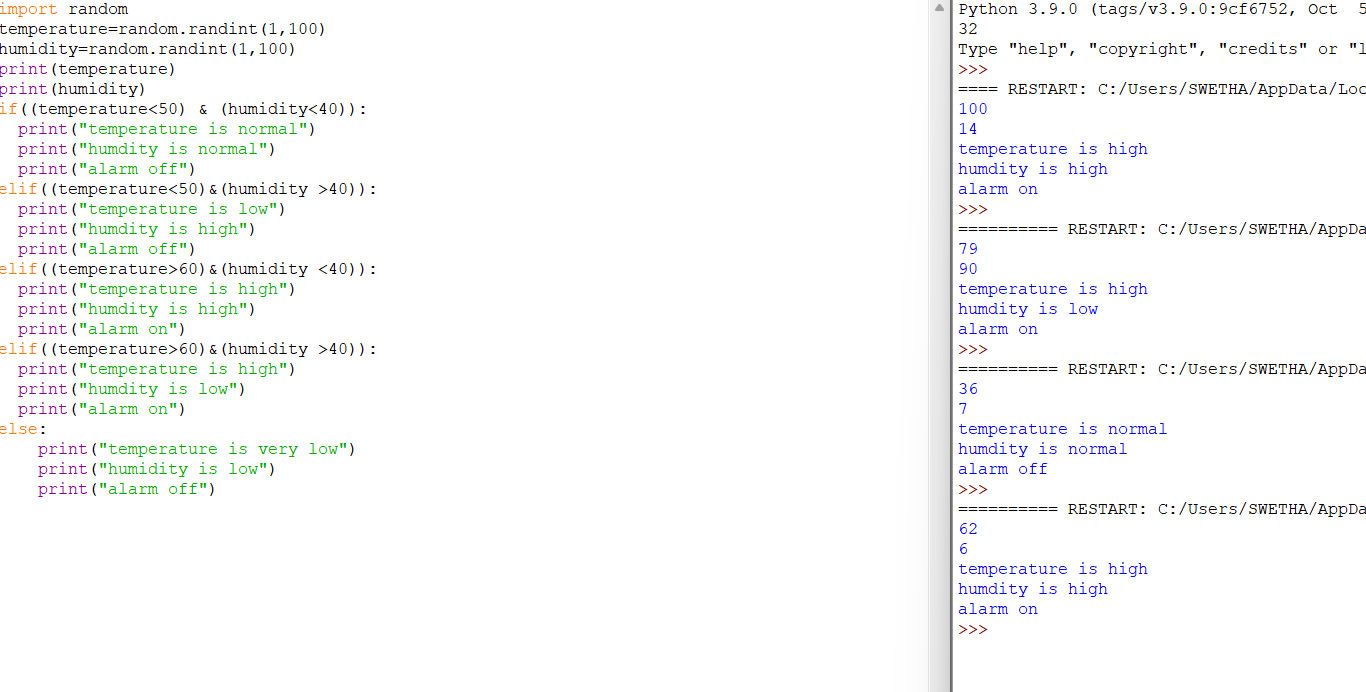 import random
temperature=random.randint(1,100)
humidity=random.randint(1,100)
print(temperature)
print(humidity)
if((temperature<50) & (humidity<40)):
  print("temperature is normal")
  print("humdity is normal")
  print("alarm off")
elif((temperature<50)&(humidity >40)):
  print("temperature is low")
  print("humdity is high")
  print("alarm off")
elif((temperature>60)&(humidity <40)):
  print("temperature is high")
  print("humdity is high")
  print("alarm on")
elif((temperature>60)&(humidity >40)):
  print("temperature is high")
  print("humdity is low")
  print("alarm on")
else:
    print("temperature is very low")
    print("humidity is low")
    print("alarm off")
Python 3.9.0 (tags/v3.9.0:9cf6752, Oct  5
32
Type "help", "copyright", "credits" or "l
>>>
==== RESTART: C:/Users/SWETHA/AppData/Loc
100
14
temperature is high
humdity is high
alarm on
>>>
========== RESTART: C:/Users/SWETHA/AppDa
79
90
temperature is high
humdity is low
alarm on
>>>
========== RESTART: C:/Users/SWETHA/AppDa
36
7
temperature is normal
humdity is normal
alarm off
>>>
========== RESTART: C:/Users/SWETHA/AppDa
62
6
temperature is high
humdity is high
alarm on
>>>